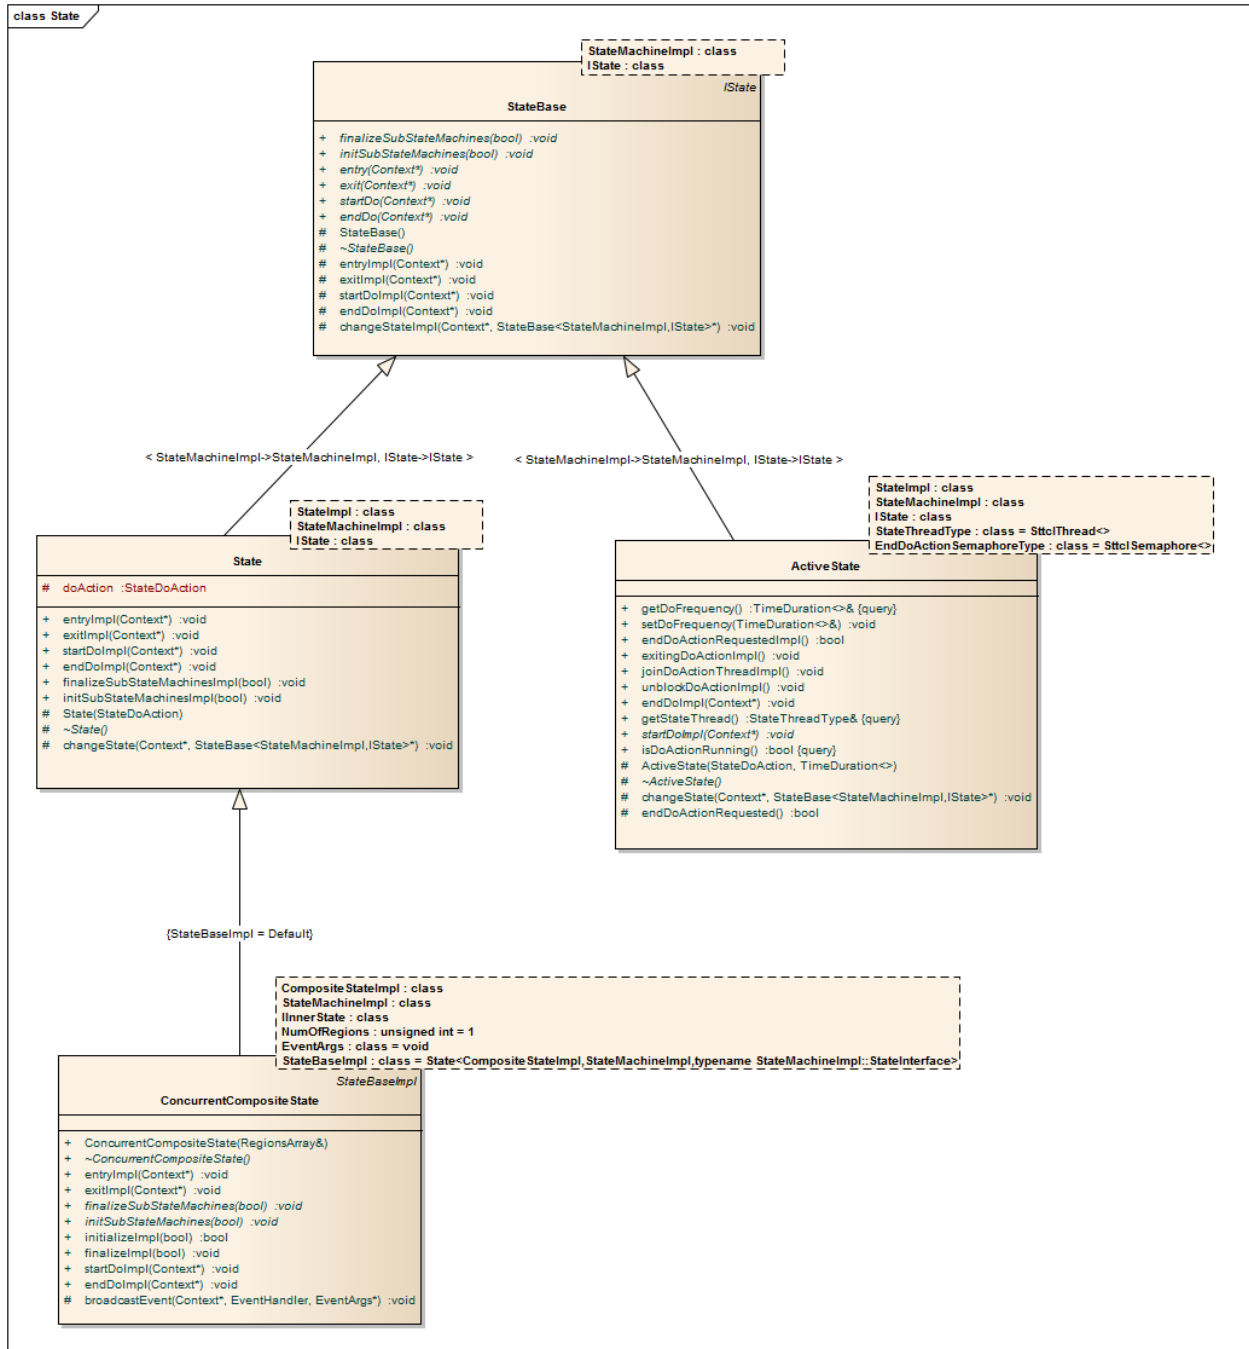 class State
StateMachineImpl : class
IState : class
IState
StateBase
+ finalizeSubStateMachines(bool) :void
+ initSubStateMachines(bool) :void
+ entry(Context*) :void
+ exit(Context*) :void
+ startDo(Context*) :void
+ endDo(Context*) :void
# StateBase()
# ~StateBase()
# entryImpl(Context*) :void
# exitImpl(Context*) :void
# startDoImpl(Context*) :void
# endDoImpl(Context*) :void
# changeStateImpl(Context*, StateBase<StateMachineImpl,IState>*) :void
< StateMachineImpl->StateMachineImpl, IState->IState >
< StateMachineImpl->StateMachineImpl, IState->IState >
StateImpl : class
StateMachineImpl : class
IState : class
State
# doAction :StateDoAction
+ entryImpl(Context*) :void
+ exitImpl(Context*) :void
+ startDoImpl(Context*) :void
+ endDoImpl(Context*) :void
+ finalizeSubStateMachinesImpl(bool) :void
+ initSubStateMachinesImpl(bool) :void
# State(StateDoAction)
# ~State()
# changeState(Context*, StateBase<StateMachineImpl,IState>*) :void
StateImpl : class
StateMachineImpl : class
IState : class
StateThreadType : class = SttclThread<>
EndDoActionSemaphoreType : class = SttclSemaphore<>
ActiveState
+ getDoFrequency() :TimeDuration<>& {query}
+ setDoFrequency(TimeDuration<>&) :void
+ endDoActionRequestedImpl() :bool
+ exitingDoActionImpl() :void
+ joinDoActionThreadImpl() :void
+ unblockDoActionImpl() :void
+ endDoImpl(Context*) :void
+ getStateThread() :StateThreadType& {query}
+ startDoImpl(Context*) :void
+ isDoActionRunning() :bool {query}
# ActiveState(StateDoAction, TimeDuration<>)
# ~ActiveState()
# changeState(Context*, StateBase<StateMachineImpl,IState>*) :void
# endDoActionRequested() :bool
{StateBaseImpl = Default}
CompositeStateImpl : class
StateMachineImpl : class
IInnerState : class
NumOfRegions : unsigned int = 1
EventArgs : class = void
StateBaseImpl : class = State<CompositeStateImpl,StateMachineImpl,typename StateMachineImpl::StateInterface>
StateBaseImpl
ConcurrentCompositeState
+ ConcurrentCompositeState(RegionsArray&)
+ ~ConcurrentCompositeState()
+ entryImpl(Context*) :void
+ exitImpl(Context*) :void
+ finalizeSubStateMachines(bool) :void
+ initSubStateMachines(bool) :void
+ initializeImpl(bool) :bool
+ finalizeImpl(bool) :void
+ startDoImpl(Context*) :void
+ endDoImpl(Context*) :void
# broadcastEvent(Context*, EventHandler, EventArgs*) :void